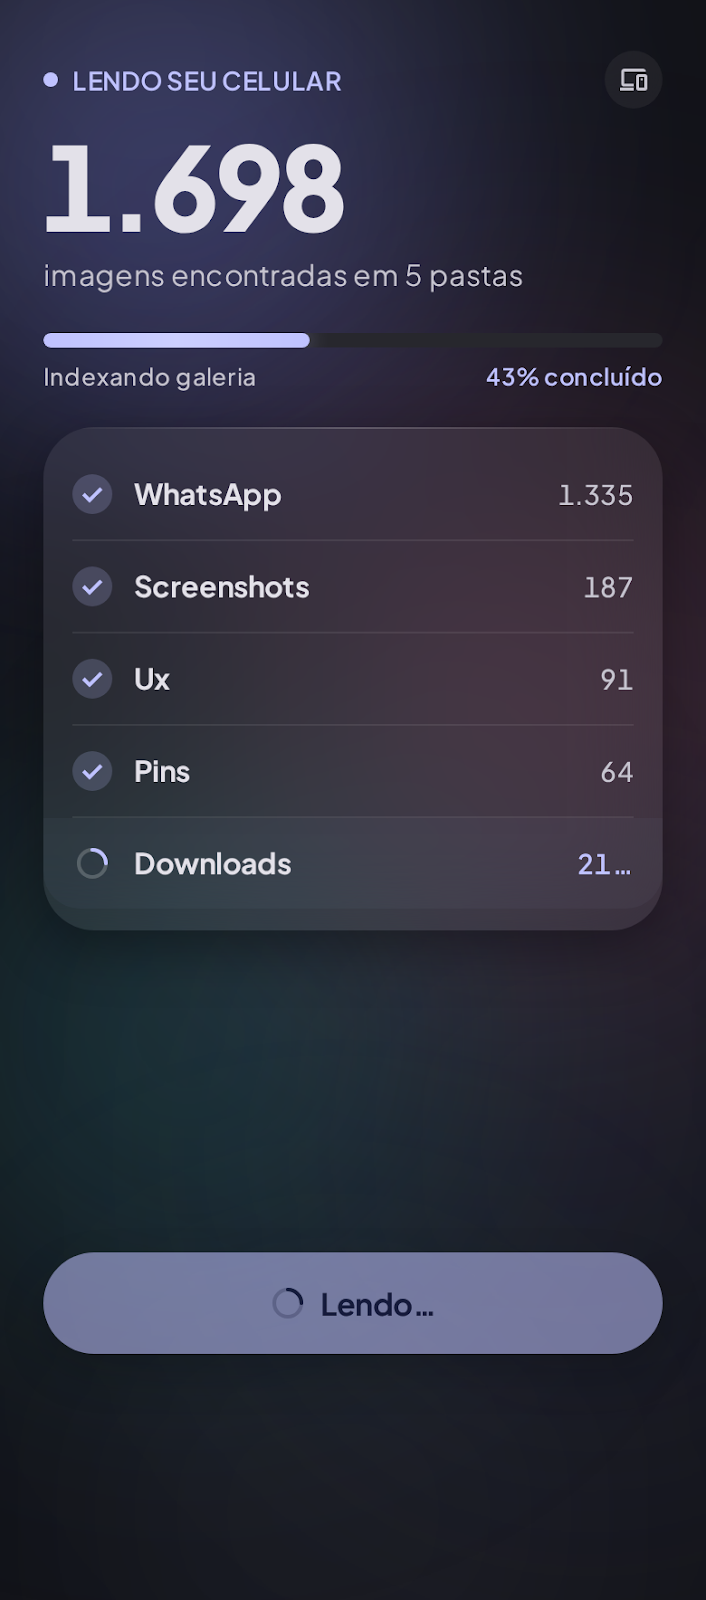 LENDO SEU CELULAR
1.698
imagens encontradas em 5 pastas
Indexando galeria 43% concluído
WhatsApp 1.335
Screenshots 187
Ux 91
Pins 64
Downloads 21…
Lendo…